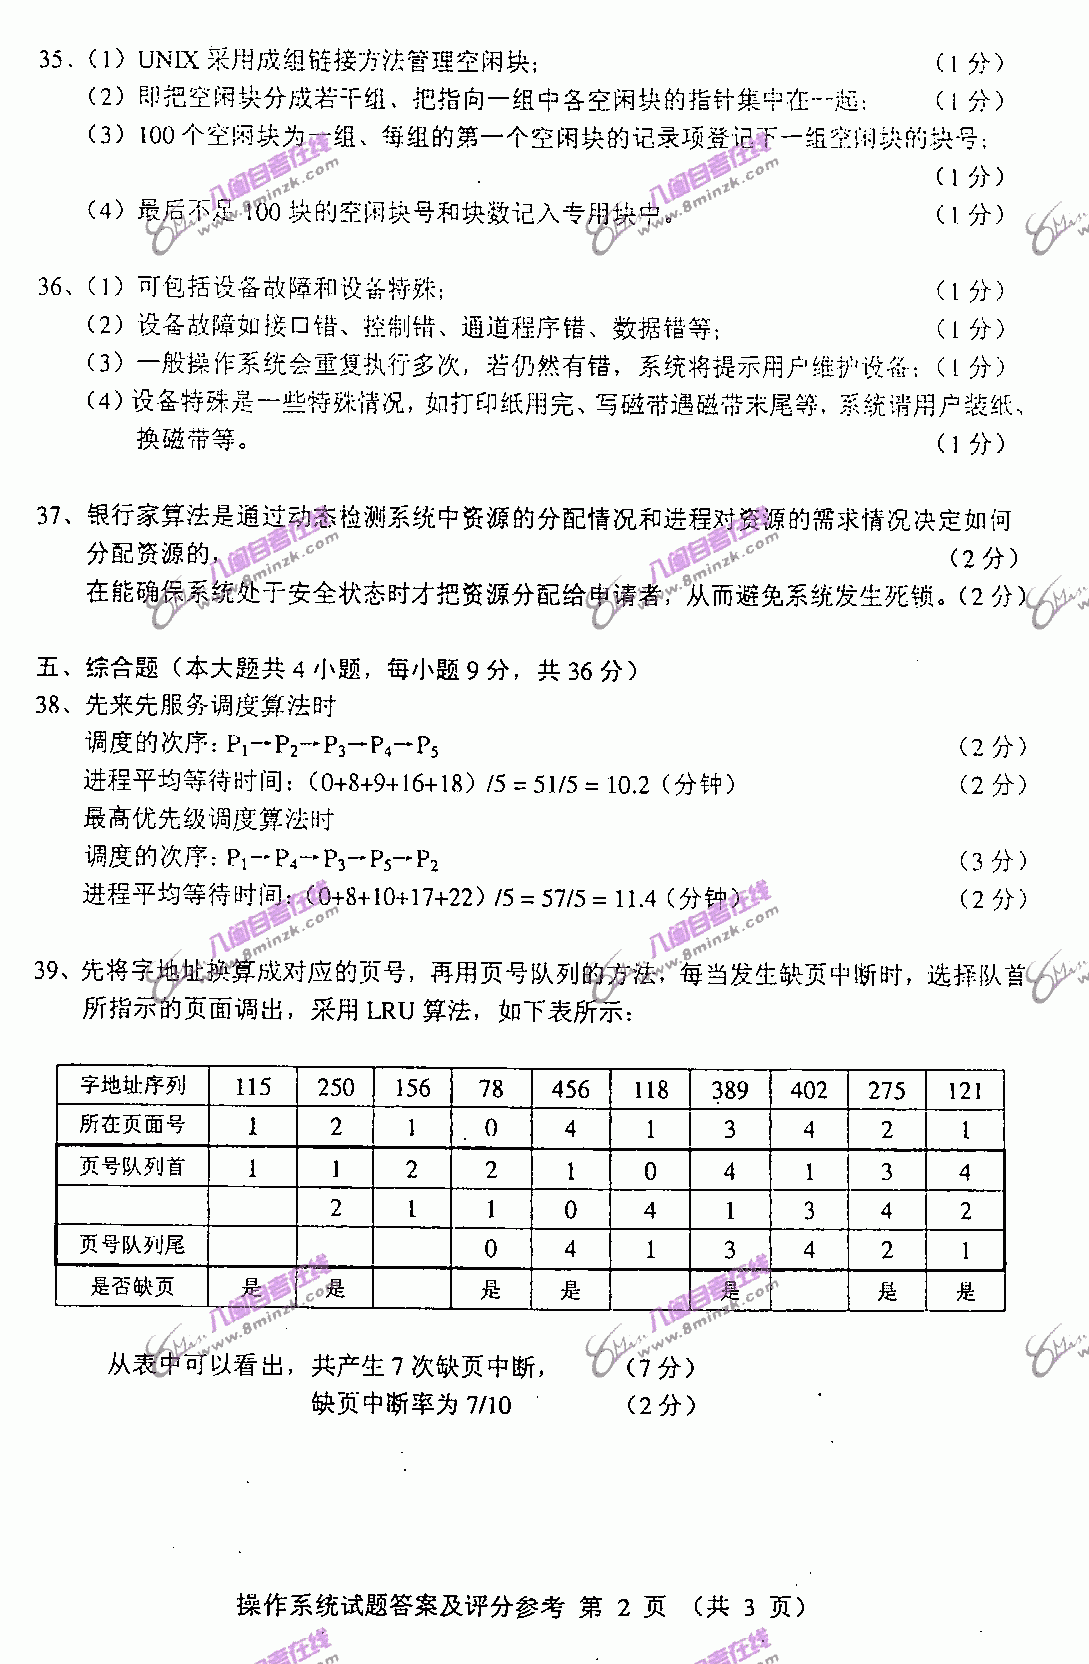 35、（1）UNIX 采用成组链接方法管理空闲块； （1 分）
（2）即把空闲块分成若干组、把指向一组中各空闲块的指针集中在一起； （1 分）
（3）100 个空闲块为一组、每组的第一个空闲块的记录项登记下一组空闲块的块号；
（1 分）
（4）最后不足 100 块的空闲块号和块数记入专用块中。 （1 分）
36、（1）可包括设备故障和设备特殊； （1 分）
（2）设备故障如接口错、控制错、通道程序错、数据错等； （1 分）
（3）一般操作系统会重复执行多次，若仍然有错，系统将提示用户维护设备；（1 分）
（4）设备特殊是一些特殊情况，如打印纸用完、写磁带遇磁带末尾等，系统请用户装纸、
换磁带等。 （1 分）
37、银行家算法是通过动态检测系统中资源的分配情况和进程对资源的需求情况决定如何
分配资源的， （2 分）
在能确保系统处于安全状态时才把资源分配给申请者，从而避免系统发生死锁。（2 分）
五、综合题（本大题共 4 小题，每小题 9 分，共 36 分）
38、先来先服务调度算法时
调度的次序：P1→P2→P3→P4→P5 （2 分）
进程平均等待时间：（0+8+9+16+18）/5 = 51/5 = 10.2（分钟） （2 分）
最高优先级调度算法时
调度的次序：P1→P4→P3→P5→P2 （3 分）
进程平均等待时间：（0+8+10+17+22）/5 = 57/5 = 11.4（分钟） （2 分）
39、先将字地址换算成对应的页号，再用页号队列的方法，每当发生缺页中断时，选择队首
所指示的页面调出，采用 LRU 算法，如下表所示：
字地址序列 115 250 156 78 456 118 389 402 275 121
所在页面号 1 2 1 0 4 1 3 4 2 1
页号队列首 1 1 2 2 1 0 4 1 3 4
2 1 1 0 4 1 3 4 2
页号队列尾 0 4 1 3 4 2 1
是否缺页 是 是 是 是 是 是 是
从表中可以看出，共产生 7 次缺页中断， （7 分）
缺页中断率为 7/10 （2 分）
操作系统试题答案及评分参考 第 2 页 （共 3 页）
八闽自考在线
www.8minzk.com